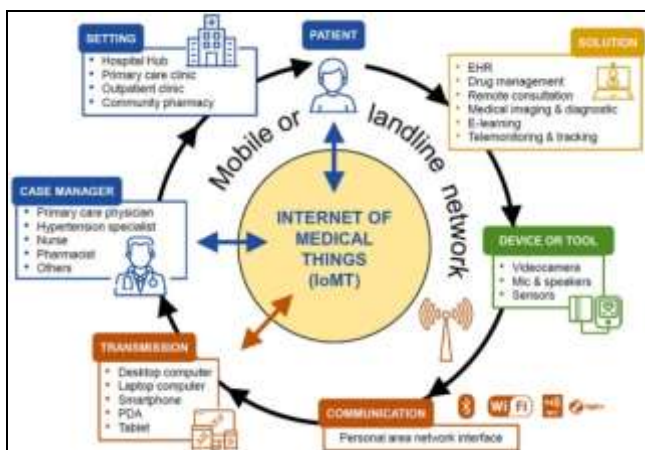 SETTING
Hospital Hub
Primary care clinic
Outpatient clinic
Community pharmacy
PATIENT
SOLUTION
EHR
Drug management
Remote consultation
Medical imaging & diagnostic
E-learning
Telemonitoring & tracking
Mobile or landline network
CASE MANAGER
Primary care physician
Hypertension specialist
Nurse
Pharmacist
Others
INTERNET OF
MEDICAL
THINGS
(IoMT)
DEVICE OR TOOL
Videocamera
Mic & speakers
Sensors
TRANSMISSION
Desktop computer
Laptop computer
Smartphone
PDA
Tablet
COMMUNICATION
Personal area network interface
WiFi